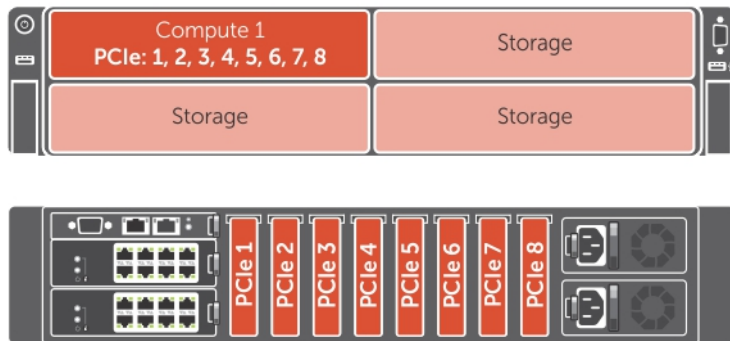 Compute 1
PCIe: 1, 2, 3, 4, 5, 6, 7, 8
Storage
Storage
Storage
PCIe 1
PCIe 2
PCIe 3
PCIe 4
PCIe 5
PCIe 6
PCIe 7
PCIe 8